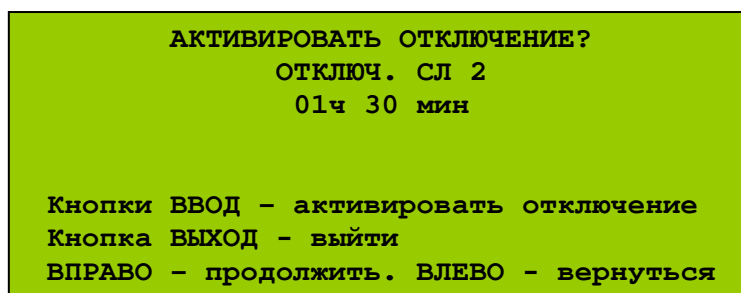 АКТИВИРОВАТЬ ОТКЛЮЧЕНИЕ?
ОТКЛЮЧ. СЛ 2
01ч 30 мин
Кнопки ВВОД – активировать отключение
Кнопка ВЫХОД - выйти
ВПРАВО – продолжить. ВЛЕВО - вернуться